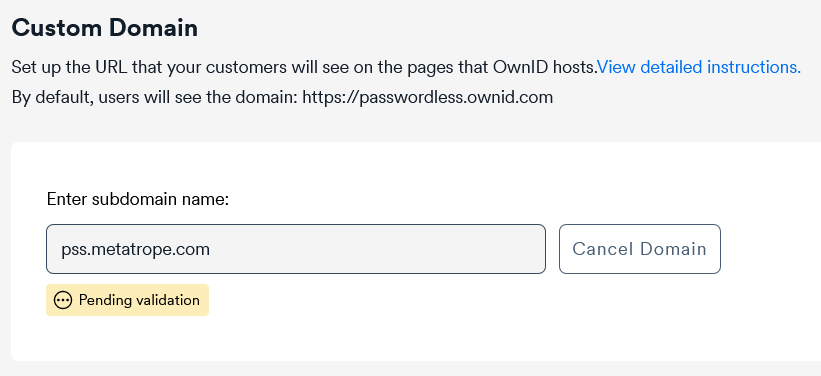 Custom Domain
Set up the URL that your customers will see on the pages that OwnID hosts.View detailed instructions.
By default, users will see the domain: https://passwordless.ownid.com
Enter subdomain name:
pss.metatrope.com
Cancel Domain
Pending validation